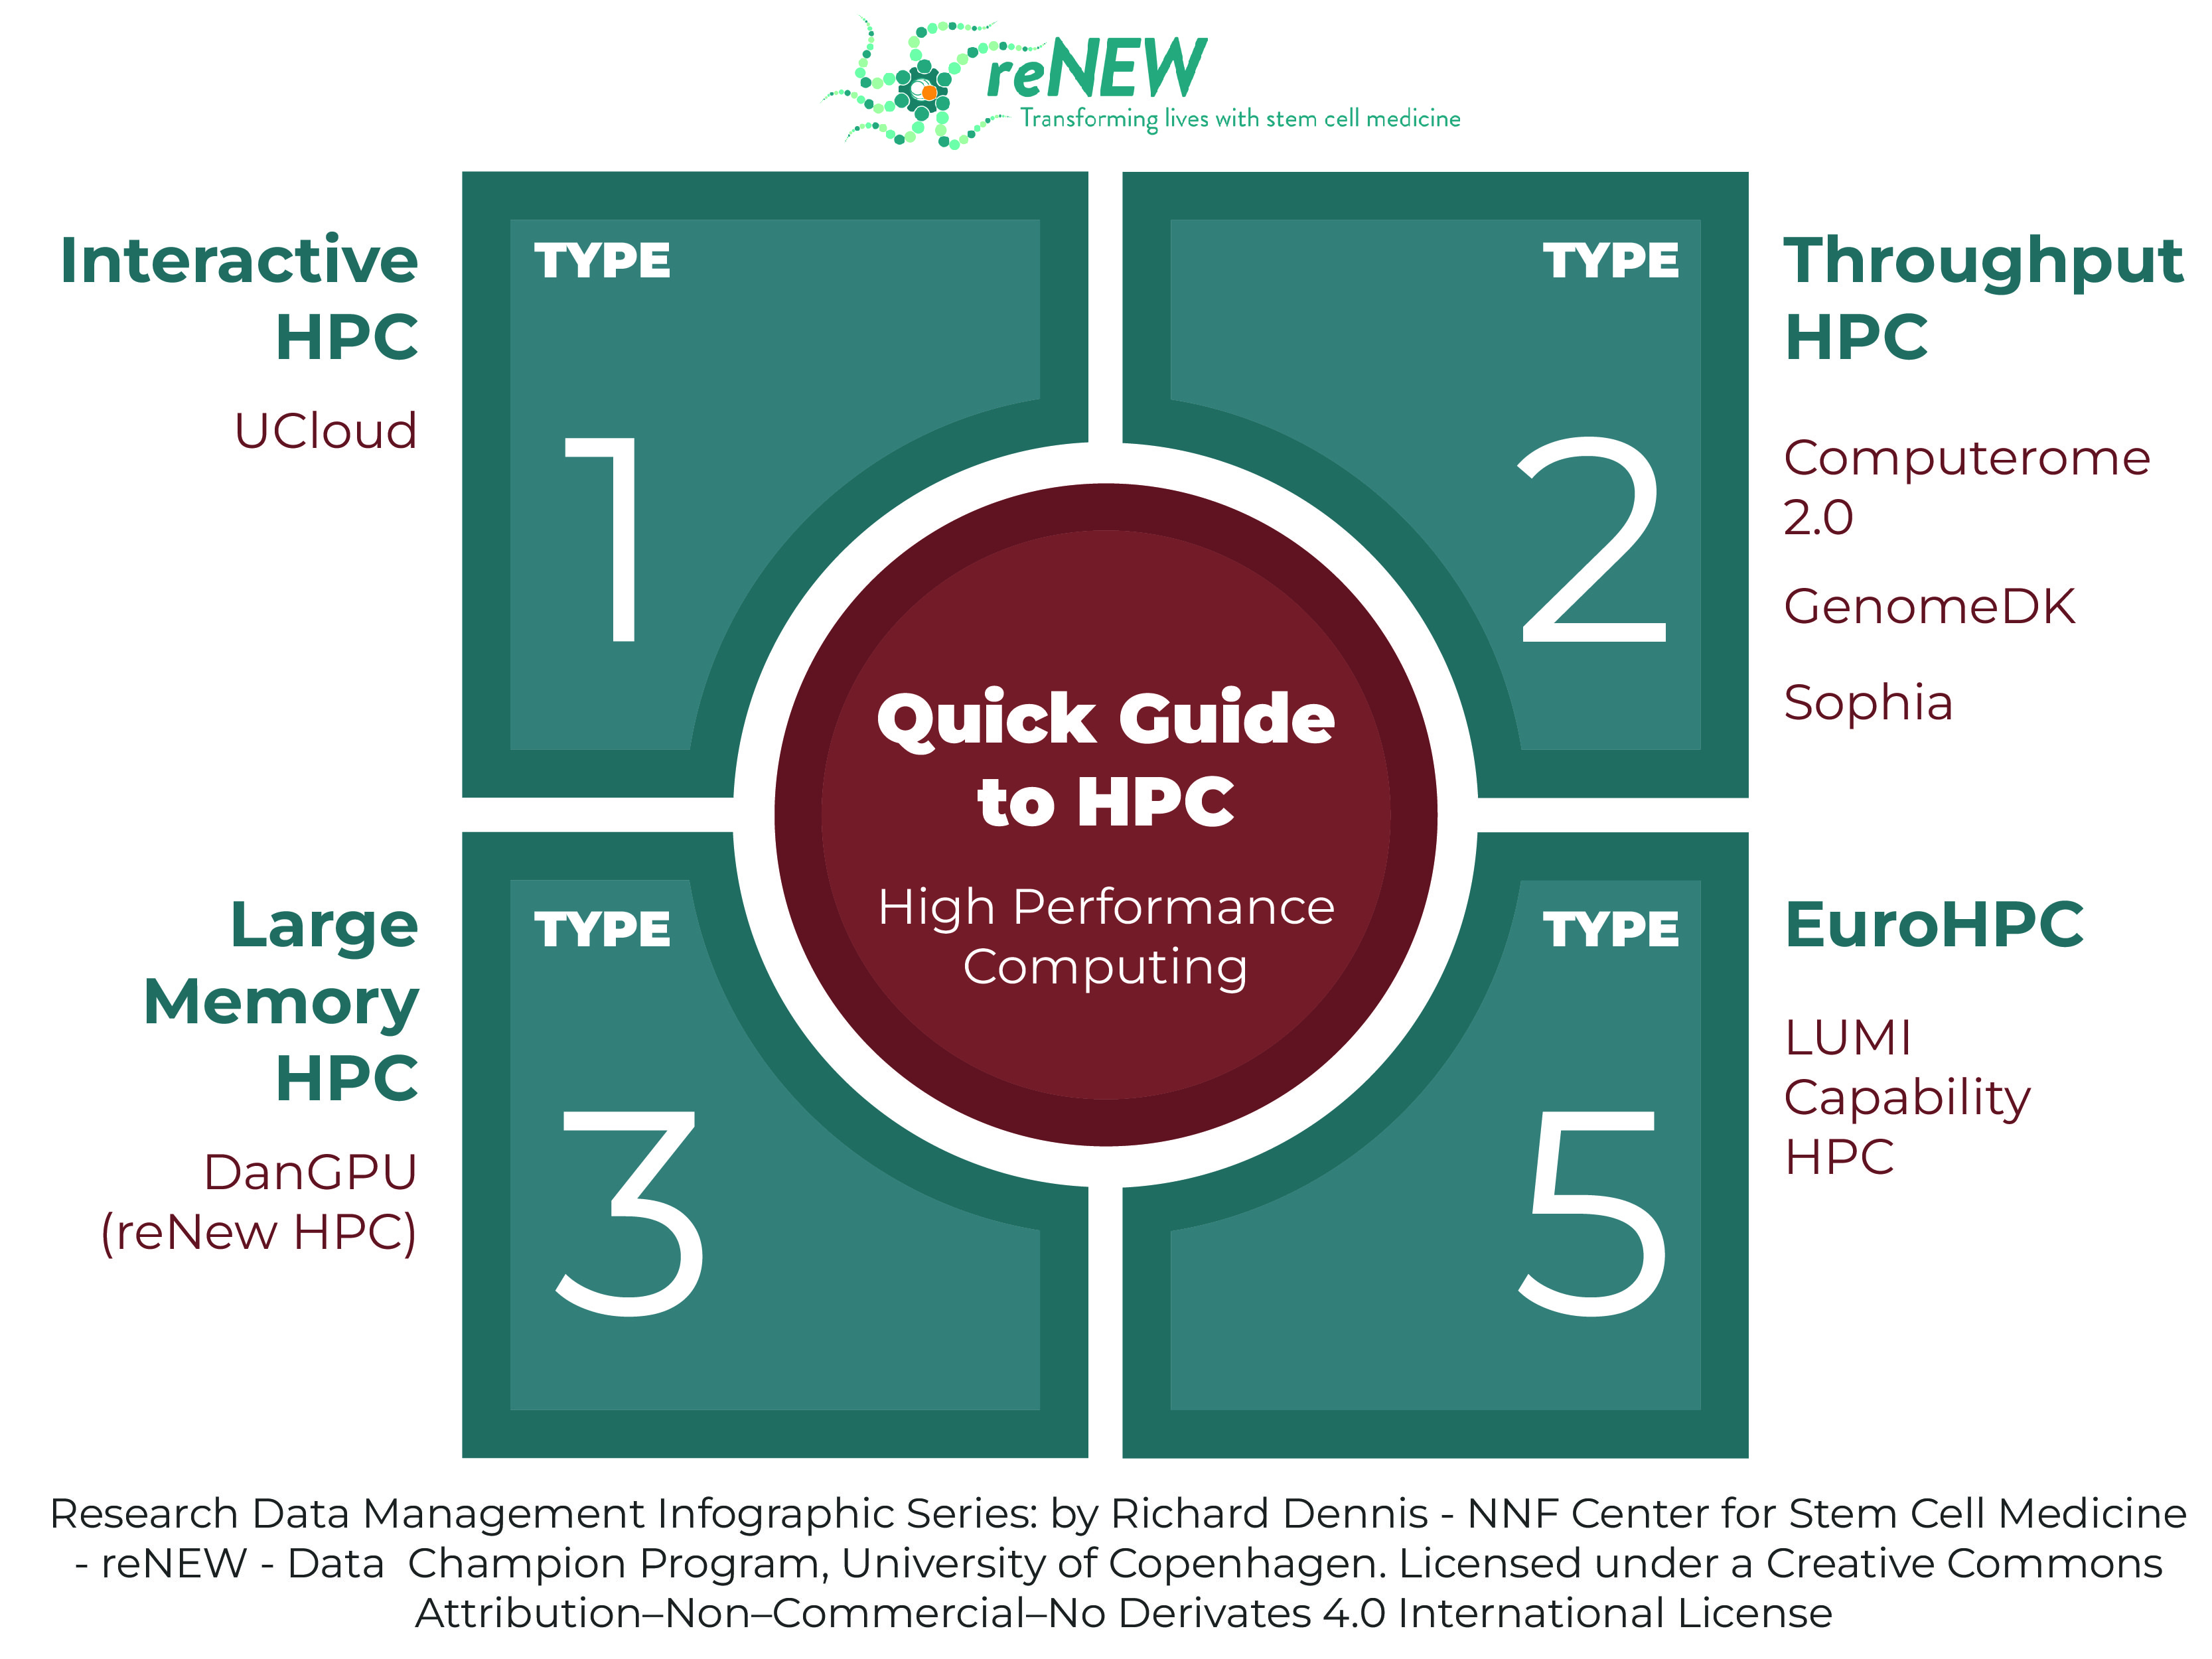 reNEW
Transforming lives with stem cell medicine
Interactive
HPC
UCloud
TYPE
1
TYPE
2
Throughput
HPC
Computerome
2.0
GenomeDK
Sophia
Quick Guide
to HPC
High Performance
Computing
Large
Memory
HPC
DanGPU
(reNew HPC)
TYPE
3
TYPE
5
EuroHPC
LUMI
Capability
HPC
Research Data Management Infographic Series: by Richard Dennis - NNF Center for Stem Cell Medicine
- reNEW - Data  Champion Program, University of Copenhagen. Licensed under a Creative Commons
Attribution–Non–Commercial–No Derivates 4.0 International License